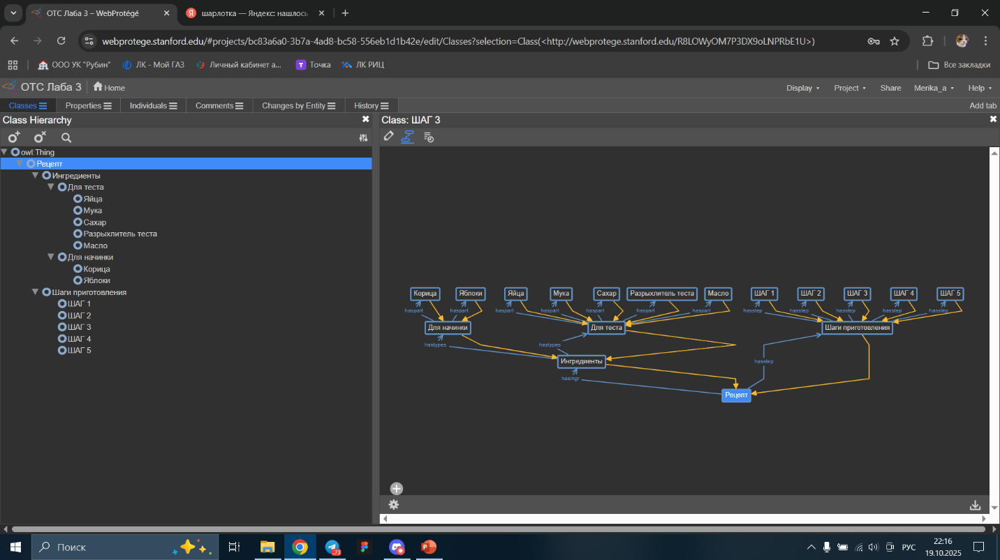 ОТС Лаба 3 – WebProtégé
шарлотка — Яндекс: нашлось
webprotege.stanford.edu/#projects/bc83a6a0-3b7a-4ad8-bc58-556eb1d1b42e/edit/Classes?selection=Class(<http://webprotege.stanford.edu/R8LOWyOM7P3DX9oLNPRbE1U>)
ООО УК "Рубин"
ЛК - Мой ГАЗ
Личный кабинет а...
Точка
ЛК РИЦ
Все закладки
ОТС Лаба 3
Home
Display
Project
Share
Merika_a
Help
Classes
Properties
Individuals
Comments
Changes by Entity
History
Add tab
Class Hierarchy
owl:Thing
Рецепт
Ингредиенты
Для теста
Яйца
Мука
Сахар
Разрыхлитель теста
Масло
Для начинки
Корица
Яблоки
Шаги приготовления
ШАГ 1
ШАГ 2
ШАГ 3
ШАГ 4
ШАГ 5
Class: ШАГ 3
Корица
Яблоки
Яйца
Мука
Сахар
Разрыхлитель теста
Масло
ШАГ 1
ШАГ 2
ШАГ 3
ШАГ 4
ШАГ 5
haspart
haspart
haspart
haspart
haspart
haspart
haspart
hasstep
hasstep
hasstep
hasstep
hasstep
Для начинки
Для теста
Шаги приготовления
hastypes
hastypes
Ингредиенты
hasstep
hasingr
Рецепт
Поиск
73
РУС
22:16
19.10.2025